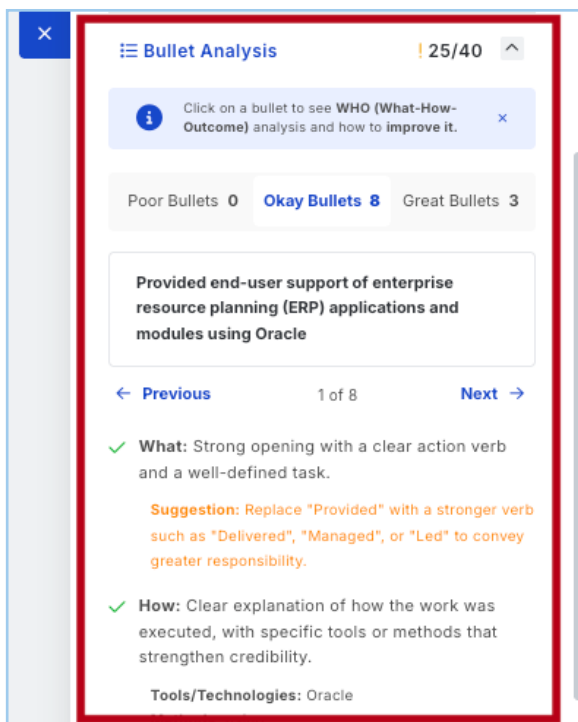 Bullet Analysis ! 25/40
Click on a bullet to see WHO (What-How-
Outcome) analysis and how to improve it.
Poor Bullets 0 Okay Bullets 8 Great Bullets 3
Provided end-user support of enterprise
resource planning (ERP) applications and
modules using Oracle
← Previous 1 of 8 Next →
What: Strong opening with a clear action verb
and a well-defined task.
Suggestion: Replace "Provided" with a stronger verb
such as "Delivered", "Managed", or "Led" to convey
greater responsibility.
How: Clear explanation of how the work was
executed, with specific tools or methods that
strengthen credibility.
Tools/Technologies: Oracle